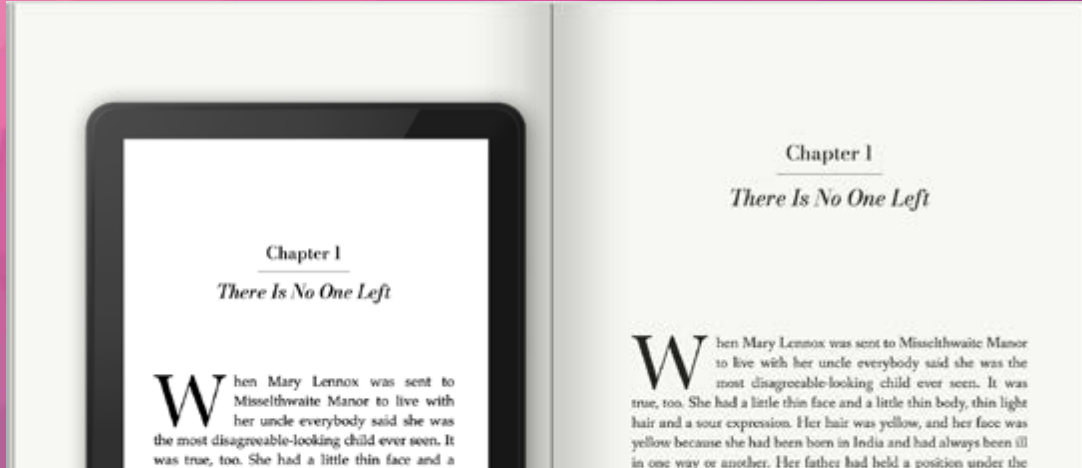 Chapter 1
There Is No One Left
When Mary Lennox was sent to
Misselthwaite Manor to live with
her uncle everybody said she was
the most disagreeable-looking child ever seen. It
was true, too. She had a little thin face and a
Chapter 1
There Is No One Left
When Mary Lennox was sent to Misselthwaite Manor
to live with her uncle everybody said she was the
most disagreeable-looking child ever seen. It was
true, too. She had a little thin face and a little thin body, thin light
hair and a sour expression. Her hair was yellow, and her face was
yellow because she had been born in India and had always been ill
in one way or another. Her father had held a position under the